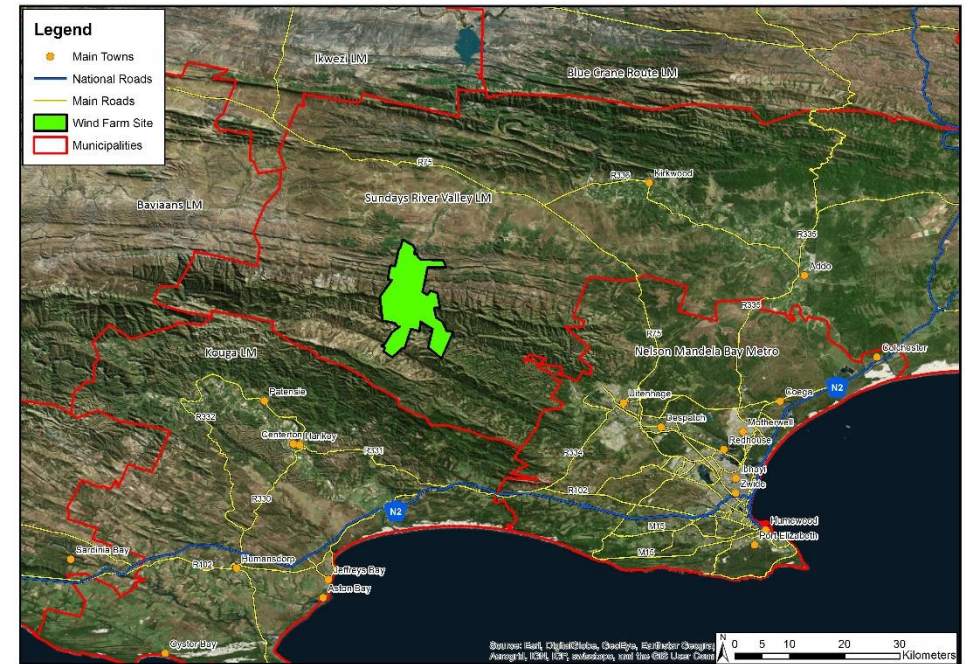 Legend
Main Towns
National Roads
Main Roads
Wind Farm Site
Municipalities
Ikwezi LM
Blue Crane Route LM
R75
R336
Kirkwood
Baviaans LM
Sundays River Valley LM
R335
Addo
R335
Kouga LM
R75
Nelson Mandela Bay Metro
Colchester
N2
Patensie
Uitenhage
Coega
R332
Despatch
Motherwell
Centerton
Hankey
Redhouse
R331
R334
Ibhayi
Zwide
R102
R330
N2
M15
Humewood
Port Elizabeth
Sardinia Bay
M15
R102
Humansdorp
Jeffreys Bay
Aston Bay
Oyster Bay
Source: Esri, DigitalGlobe, GeoEye, Earthstar Geograp
Aerogrid, IGN, IGP, swisstopo, and the GIS User Com
N
0 5 10 20 30
Kilometers